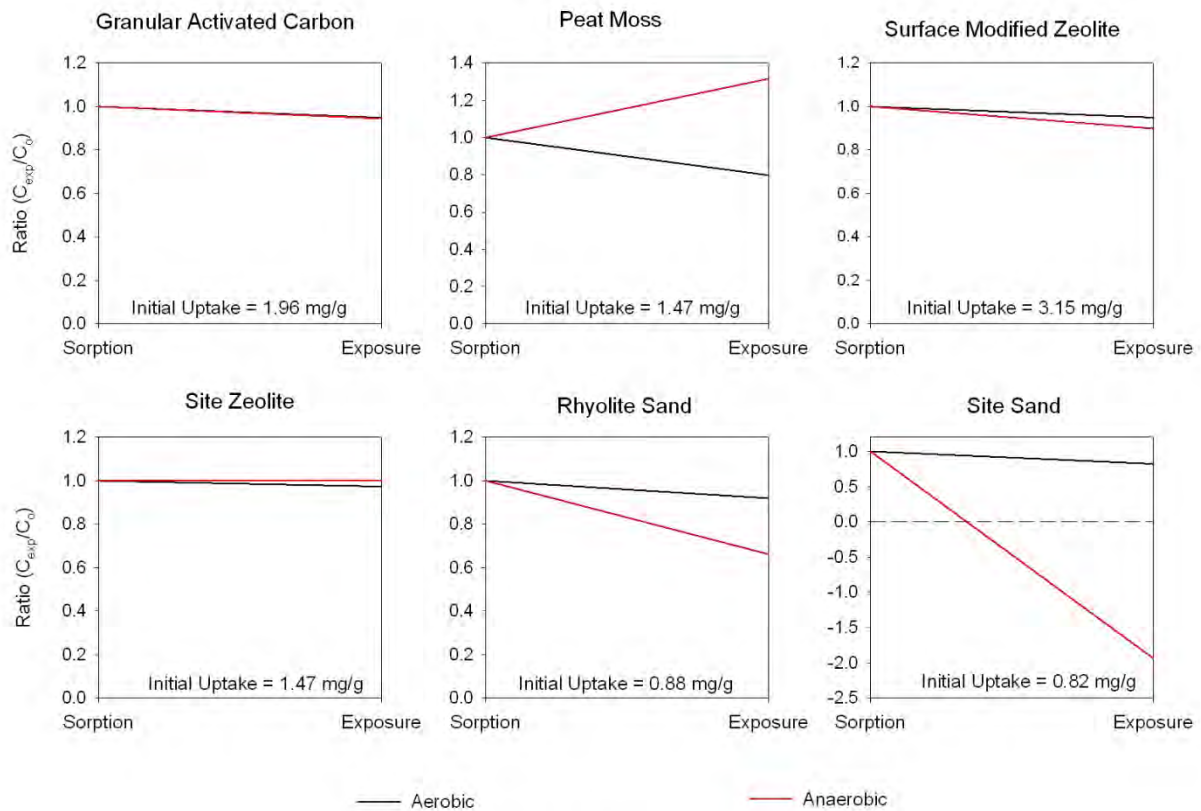 Granular Activated Carbon
Peat Moss
Surface Modified Zeolite
Ratio (C_exp/C_o)
1.2
1.0
0.8
0.6
0.4
0.2
0.0
Initial Uptake = 1.96 mg/g
Sorption
Exposure
1.4
1.2
1.0
0.8
0.6
0.4
0.2
0.0
Initial Uptake = 1.47 mg/g
Sorption
Exposure
1.2
1.0
0.8
0.6
0.4
0.2
0.0
Initial Uptake = 3.15 mg/g
Sorption
Exposure
Site Zeolite
Rhyolite Sand
Site Sand
Ratio (C_exp/C_o)
1.2
1.0
0.8
0.6
0.4
0.2
0.0
Initial Uptake = 1.47 mg/g
Sorption
Exposure
1.2
1.0
0.8
0.6
0.4
0.2
0.0
Initial Uptake = 0.88 mg/g
Sorption
Exposure
1.0
0.5
0.0
-0.5
-1.0
-1.5
-2.0
-2.5
Initial Uptake = 0.82 mg/g
Sorption
Exposure
Aerobic
Anaerobic